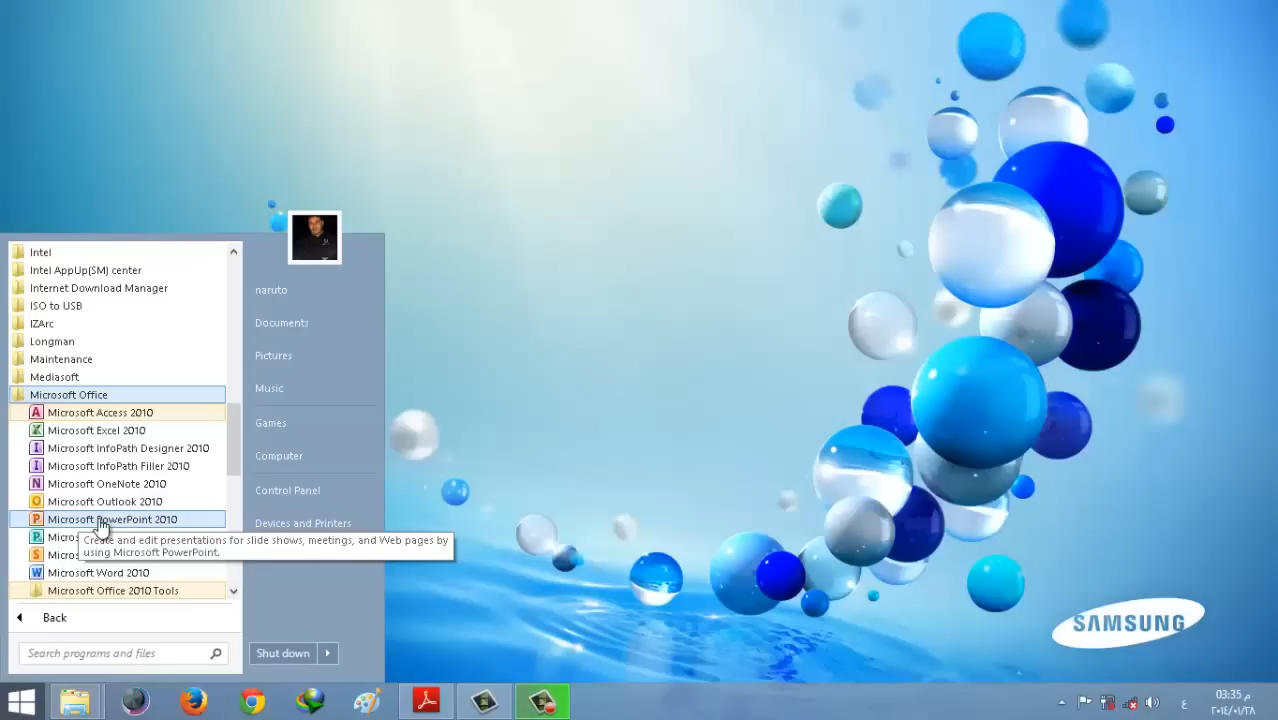 Intel
Intel AppUp(SM) center
Internet Download Manager
ISO to USB
IZArc
Longman
Maintenance
Mediasoft
Microsoft Office
Microsoft Access 2010
Microsoft Excel 2010
Microsoft InfoPath Designer 2010
Microsoft InfoPath Filler 2010
Microsoft OneNote 2010
Microsoft Outlook 2010
Microsoft PowerPoint 2010
Create and edit presentations for slide shows, meetings, and Web pages by
using Microsoft PowerPoint.
Microsoft Word 2010
Microsoft Office 2010 Tools
Back
Search programs and files
naruto
Documents
Pictures
Music
Games
Computer
Control Panel
Devices and Printers
Shut down
SAMSUNG
ع
03:35 م
٢٠١٤/٠١/٢٨